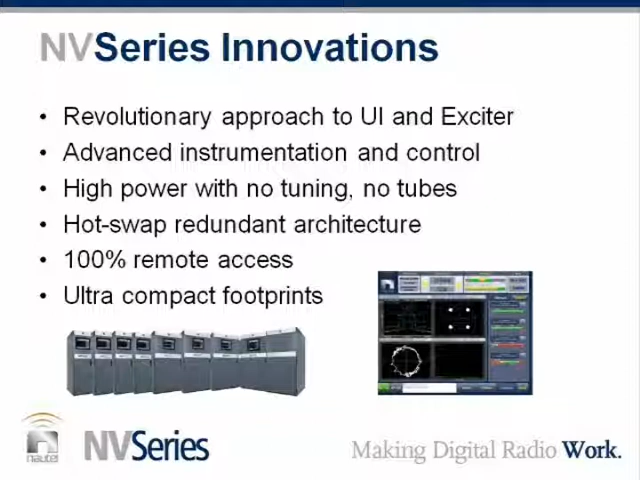 NVSeries Innovations
• Revolutionary approach to UI and Exciter
• Advanced instrumentation and control
• High power with no tuning, no tubes
• Hot-swap redundant architecture
• 100% remote access
• Ultra compact footprints
nautel
NVSeries
Making Digital Radio Work.